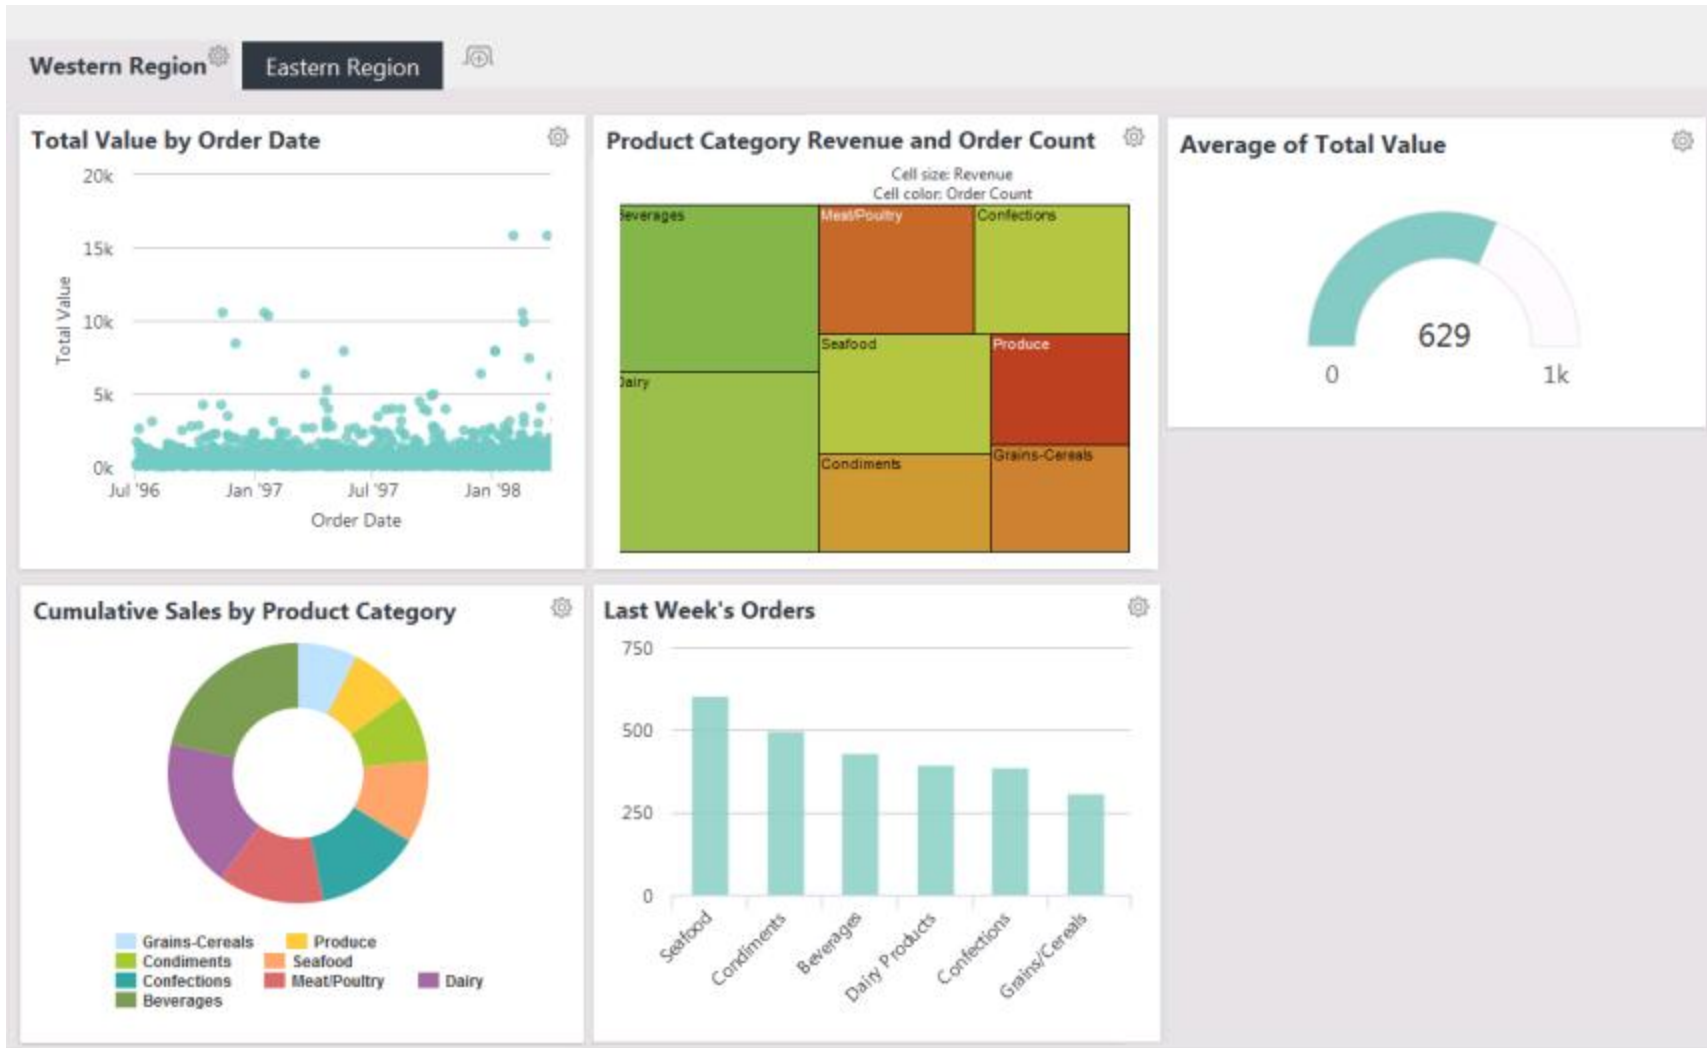 Western Region
Eastern Region
Total Value by Order Date
20k
15k
10k
5k
0k
Total Value
Jul '96
Jan '97
Jul '97
Jan '98
Order Date
Product Category Revenue and Order Count
Cell size: Revenue
Cell color: Order Count
Beverages
Meat/Poultry
Confections
Dairy
Seafood
Produce
Condiments
Grains-Cereals
Average of Total Value
629
0
1k
Cumulative Sales by Product Category
Grains-Cereals
Produce
Condiments
Seafood
Confections
Meat/Poultry
Dairy
Beverages
Last Week's Orders
750
500
250
0
Seafood
Condiments
Beverages
Dairy Products
Confections
Grains/Cereals